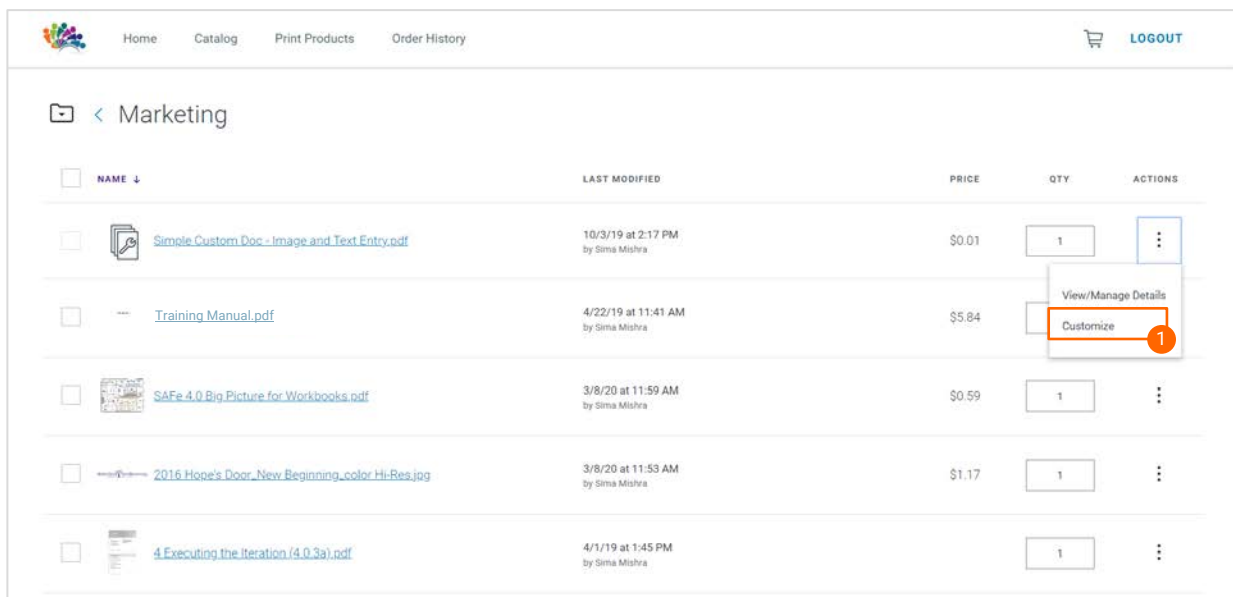 Home Catalog Print Products Order History LOGOUT
Marketing
NAME ↓ LAST MODIFIED PRICE QTY ACTIONS
Simple Custom Doc - Image and Text Entry.pdf 10/3/19 at 2:17 PM $0.01 1
by Sima Mishra
View/Manage Details
Training Manual.pdf 4/22/19 at 11:41 AM $5.84
by Sima Mishra
Customize
1
SAFe 4.0 Big Picture for Workbooks.pdf 3/8/20 at 11:59 AM $0.59 1
by Sima Mishra
2016 Hope's Door_New Beginning_color Hi-Res.jpg 3/8/20 at 11:53 AM $1.17 1
by Sima Mishra
4 Executing the Iteration (4.0.3a).pdf 4/1/19 at 1:45 PM 1
by Sima Mishra